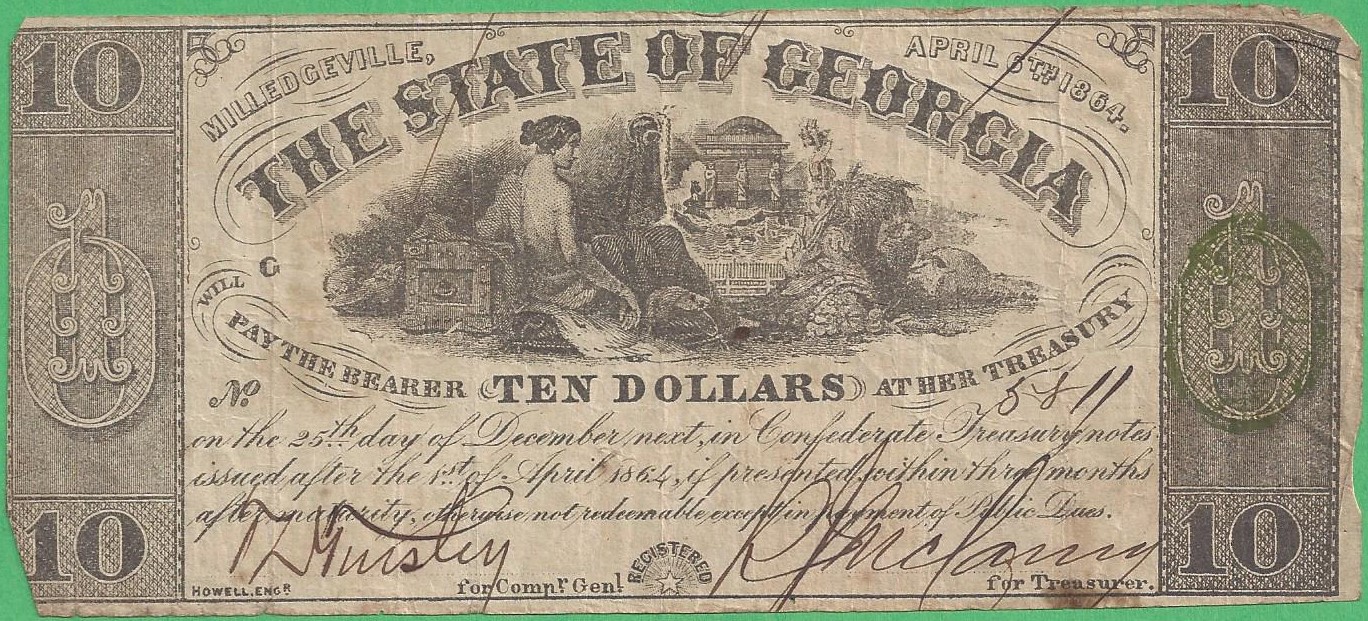 10
10
MILLEDGEVILLE,
APRIL 6TH 1864.
THE STATE OF GEORGIA
C
WILL
PAY THE BEARER TEN DOLLARS AT HER TREASURY
No
5811
on the 25th day of December next, in Confederate Treasury notes
issued after the 1st of April 1864, if presented within three months
after maturity, otherwise not redeemable except in payment of Public Dues.
REGISTERED
HOWELL, ENGR
for Compr Genl
for Treasurer.
10
10